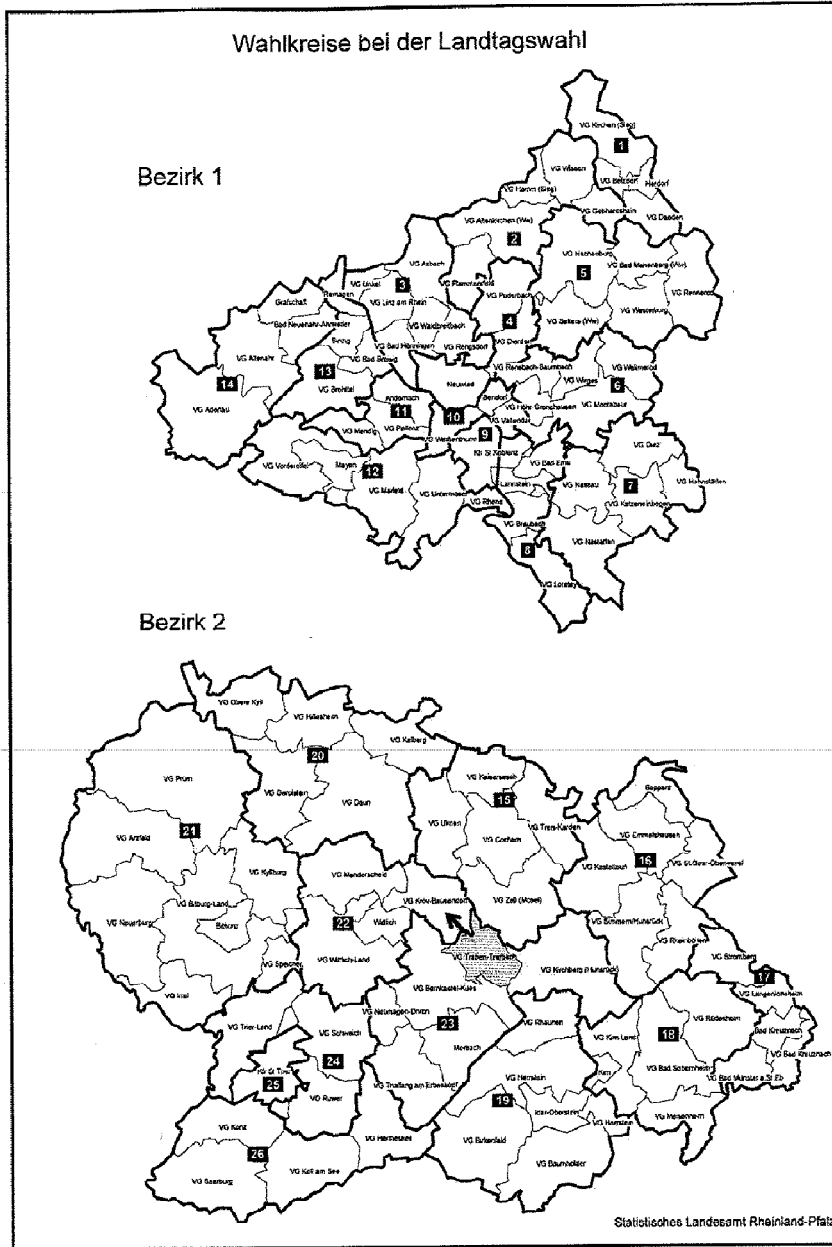 Wahlkreise bei der Landtagswahl
Bezirk 1
VG Kirchen (Sieg)
1
VG Wissen
VG Betzdorf
Herdorf
VG Hamm (Sieg)
VG Gebhardshain
VG Daaden
VG Altenkirchen (Ww)
2
VG Hachenburg
VG Asbach
5
VG Bad Marienberg (Ww)
VG Unkel
3
VG Flammersfeld
VG Rennerod
Remagen
VG Linz am Rhein
VG Puderbach
Grafschaft
VG Westerburg
Bad Neuenahr-Ahrweiler
VG Waldbreitbach
4
VG Selters (Ww)
Sinzig
VG Bad Hönningen
VG Rengsdorf
VG Dierdorf
VG Altenahr
VG Bad Breisig
VG Ransbach-Baumbach
VG Wallmerod
14
13
Neuwied
VG Wirges
6
VG Brohltal
Andernach
Bendorf
VG Höhr-Grenzhausen
VG Montabaur
VG Adenau
11
10
VG Vallendar
VG Mendig
VG Pellenz
VG Weißenthurm
9
VG Diez
Kfr.St.Koblenz
VG Bad Ems
VG Vordereifel
Mayen
12
VG Hahnstätten
Lahnstein
VG Nassau
7
VG Maifeld
VG Untermosel
VG Rhens
VG Katzenelnbogen
VG Braubach
VG Nastätten
8
VG Loreley
Bezirk 2
VG Obere Kyll
VG Hillesheim
VG Kelberg
20
VG Prüm
VG Kaisersesch
VG Gerolstein
VG Daun
15
Boppard
21
VG Ulmen
VG Treis-Karden
VG Emmelshausen
VG Arzfeld
VG Cochem
16
VG St.Goar-Oberwesel
VG Kyllburg
VG Manderscheid
VG Kastellaun
VG Kröv-Bausendorf
VG Zell (Mosel)
VG Bitburg-Land
VG Neuerburg
Bitburg
22
Wittlich
VG Simmern/Hunsrück
VG Rheinböllen
VG Traben-Trarbach
VG Stromberg
VG Speicher
VG Wittlich-Land
VG Kirchberg (Hunsrück)
17
VG Irrel
VG Bernkastel-Kues
VG Langenlonsheim
VG Neumagen-Dhron
VG Rhaunen
VG Rüdesheim
VG Trier-Land
VG Schweich
23
VG Kirn-Land
18
Bad Kreuznach
Morbach
24
VG Bad Kreuznach
Kfr.St.Trier
VG Herrstein
Kirn
VG Bad Sobernheim
25
VG Thalfang am Erbeskopf
VG Bad Münster a.St.Eb.
VG Ruwer
19
Idar-Oberstein
VG Meisenheim
VG Konz
VG Hermeskeil
VG Herrstein
26
VG Birkenfeld
VG Saarburg
VG Kell am See
VG Baumholder
Statistisches Landesamt Rheinland-Pfalz